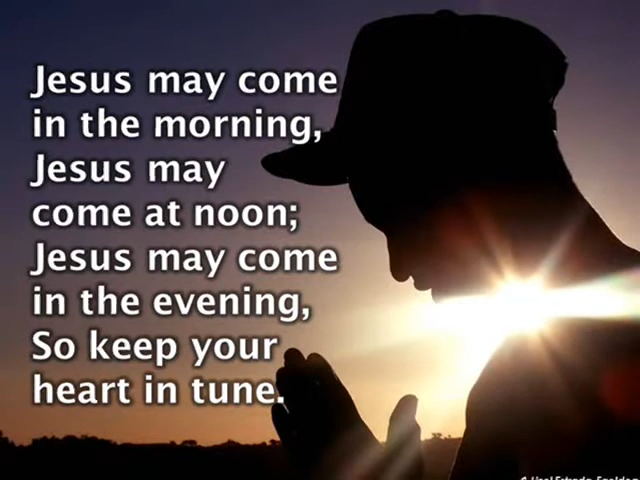 Jesus may come
in the morning,
Jesus may
come at noon;
Jesus may come
in the evening,
So keep your
heart in tune.